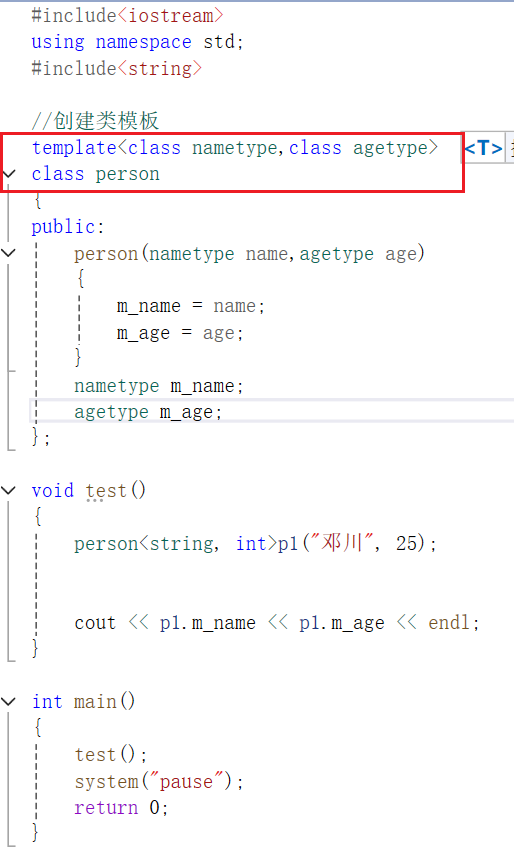 #include<iostream>
using namespace std;
#include<string>
//创建类模板
template<class nametype,class agetype>
<T>
class person
{
public:
person(nametype name,agetype age)
{
m_name = name;
m_age = age;
}
nametype m_name;
agetype m_age;
};
void test()
{
person<string, int>p1("邓川", 25);
cout << p1.m_name << p1.m_age << endl;
}
int main()
{
test();
system("pause");
return 0;
}